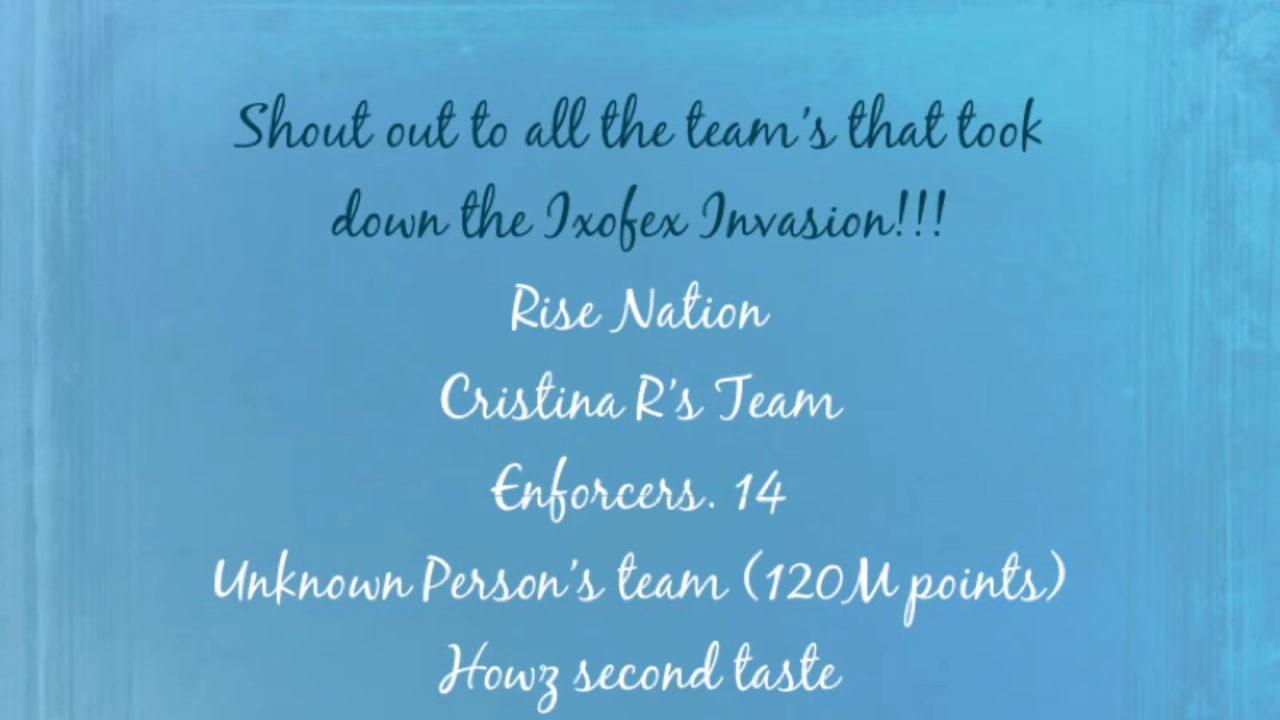 Shout out to all the team's that took
down the Ixofex Invasion!!!
Rise Nation
Cristina R's Team
Enforcers. 14
Unknown Person's team (120M points)
Howz second taste